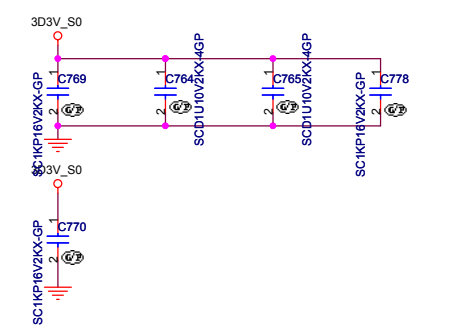 3D3V_S0
C769
1
2
G/P
SC1KP16V2KX-GP
C764
1
2
G/P
SCD1U10V2KX-4GP
C765
1
2
G/P
SCD1U10V2KX-4GP
C778
1
2
G/P
SC1KP16V2KX-GP
3D3V_S0
C770
1
2
G/P
SC1KP16V2KX-GP